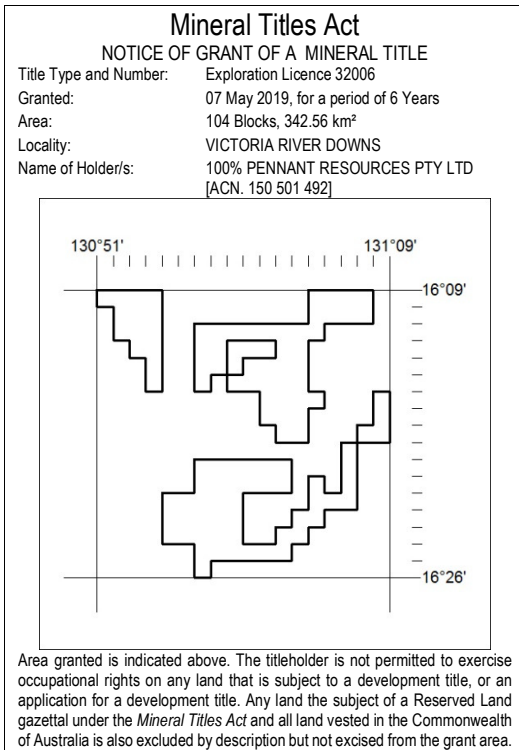 Mineral Titles Act
NOTICE OF GRANT OF A MINERAL TITLE
Title Type and Number: Exploration Licence 32006
Granted: 07 May 2019, for a period of 6 Years
Area: 104 Blocks, 342.56 km²
Locality: VICTORIA RIVER DOWNS
Name of Holder/s: 100% PENNANT RESOURCES PTY LTD
[ACN. 150 501 492]
130°51' 131°09'
16°09'
16°26'
Area granted is indicated above. The titleholder is not permitted to exercise
occupational rights on any land that is subject to a development title, or an
application for a development title. Any land the subject of a Reserved Land
gazettal under the Mineral Titles Act and all land vested in the Commonwealth
of Australia is also excluded by description but not excised from the grant area.